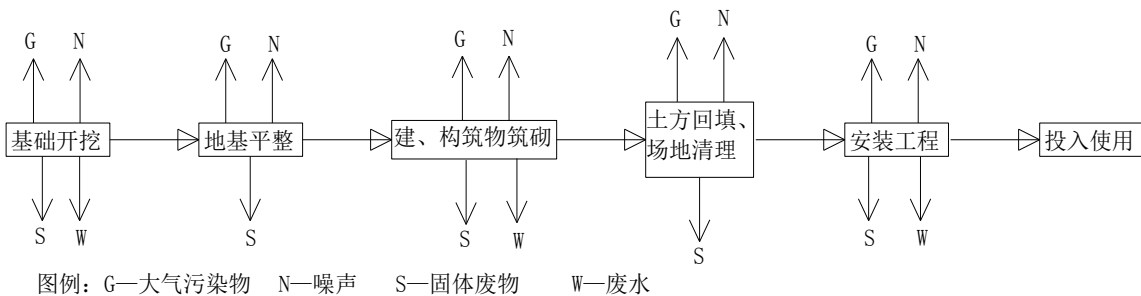 G N G N G N G N G N
基础开挖 地基平整 建、构筑物筑砌 土方回填、 安装工程 投入使用
场地清理
S W S S W S S W
图例：G—大气污染物 N—噪声 S—固体废物 W—废水